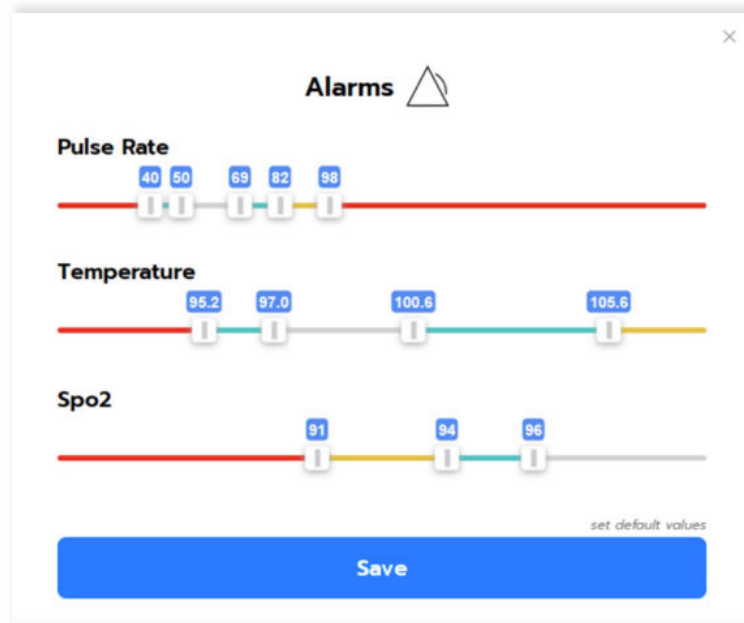 Alarms
Pulse Rate
40 50 69 82 98
Temperature
95.2 97.0 100.6 105.6
Spo2
91 94 96
set default values
Save